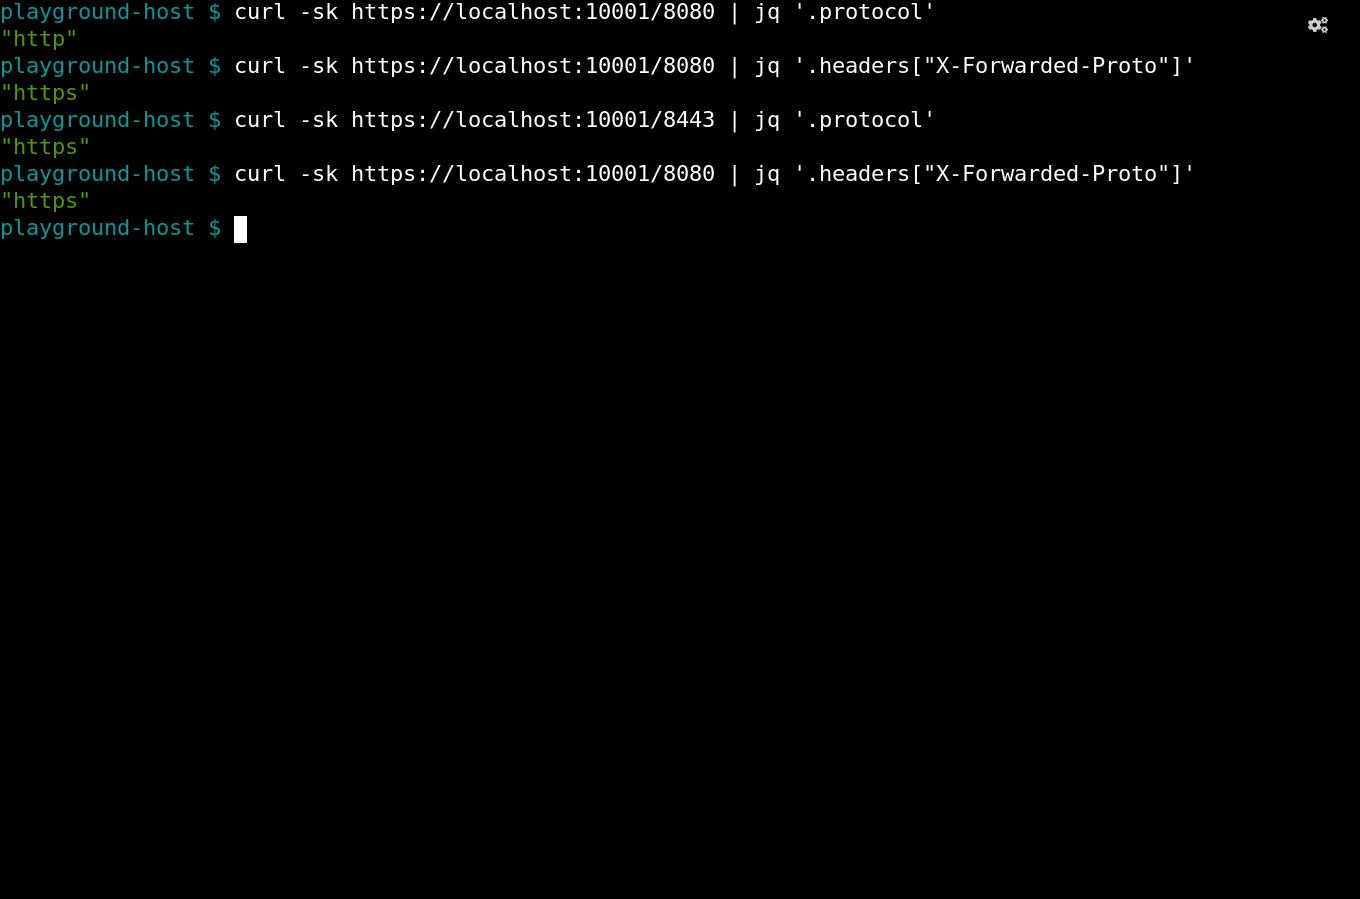 playground-host $ curl -sk https://localhost:10001/8080 | jq '.protocol'
"http"
playground-host $ curl -sk https://localhost:10001/8080 | jq '.headers["X-Forwarded-Proto"]'
"https"
playground-host $ curl -sk https://localhost:10001/8443 | jq '.protocol'
"https"
playground-host $ curl -sk https://localhost:10001/8080 | jq '.headers["X-Forwarded-Proto"]'
"https"
playground-host $